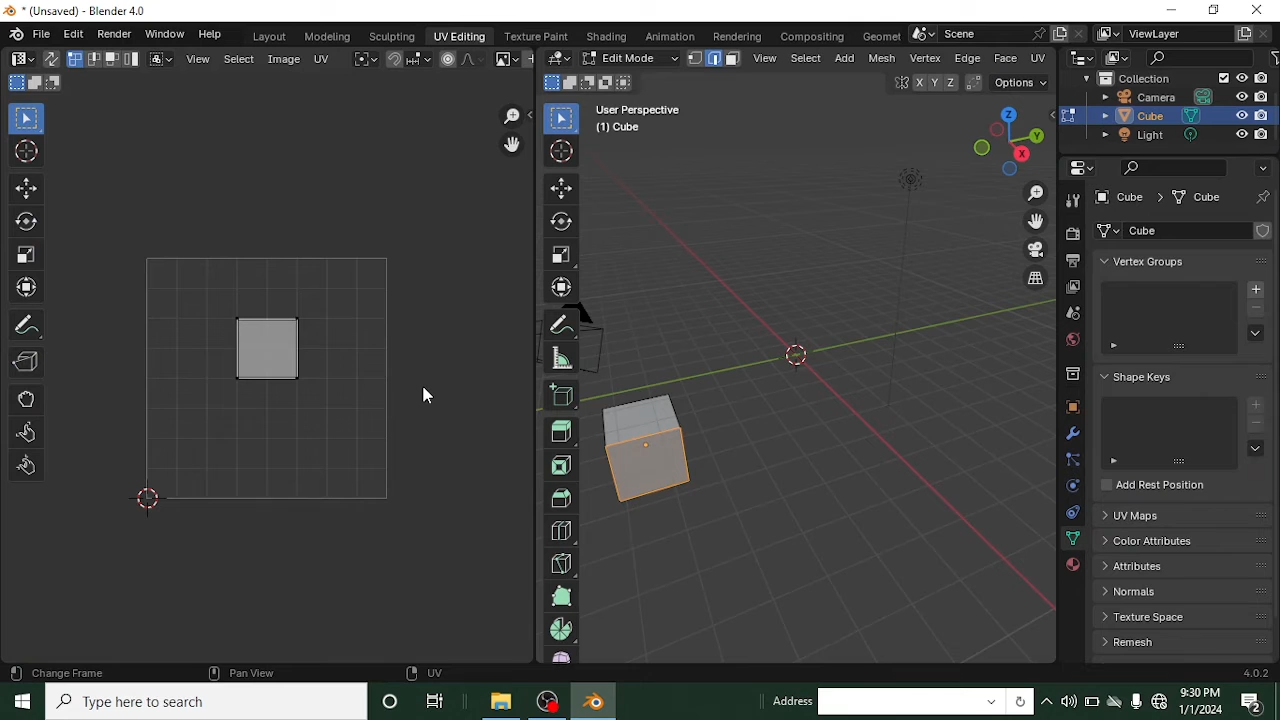 * (Unsaved) - Blender 4.0
File Edit Render Window Help
Layout Modeling Sculpting UV Editing Texture Paint Shading Animation Rendering Compositing Geomet
Scene
ViewLayer
View Select Image UV
Edit Mode
View Select Add Mesh Vertex Edge Face UV
X Y Z
Options
User Perspective
(1) Cube
Z
Y
X
Collection
Camera
Cube
Light
Cube > Cube
Cube
Vertex Groups
Shape Keys
Add Rest Position
UV Maps
Color Attributes
Attributes
Normals
Texture Space
Remesh
Change Frame
Pan View
UV
4.0.2
Type here to search
Address
9:30 PM
1/1/2024
2